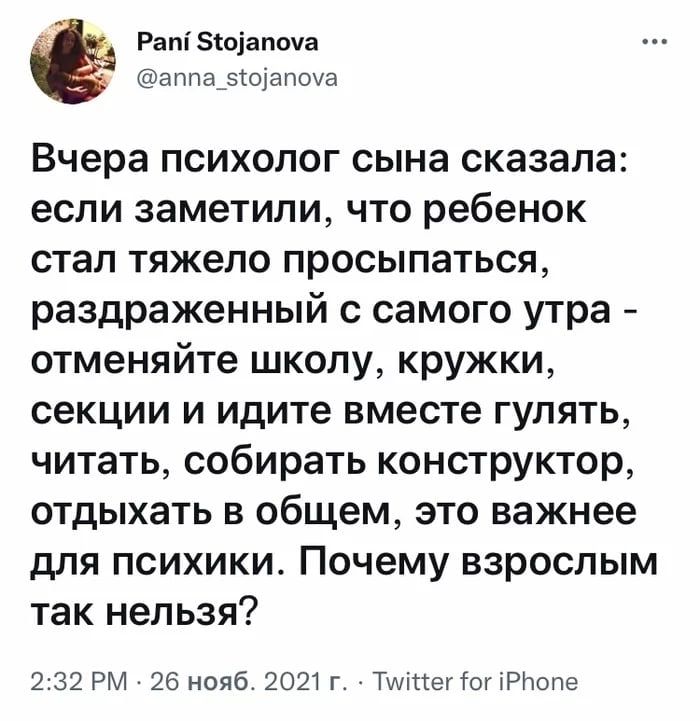 Paní Stojanova
@anna_stojanova
Вчера психолог сына сказала:
если заметили, что ребенок
стал тяжело просыпаться,
раздраженный с самого утра -
отменяйте школу, кружки,
секции и идите вместе гулять,
читать, собирать конструктор,
отдыхать в общем, это важнее
для психики. Почему взрослым
так нельзя?
2:32 PM · 26 нояб. 2021 г. · Twitter for iPhone